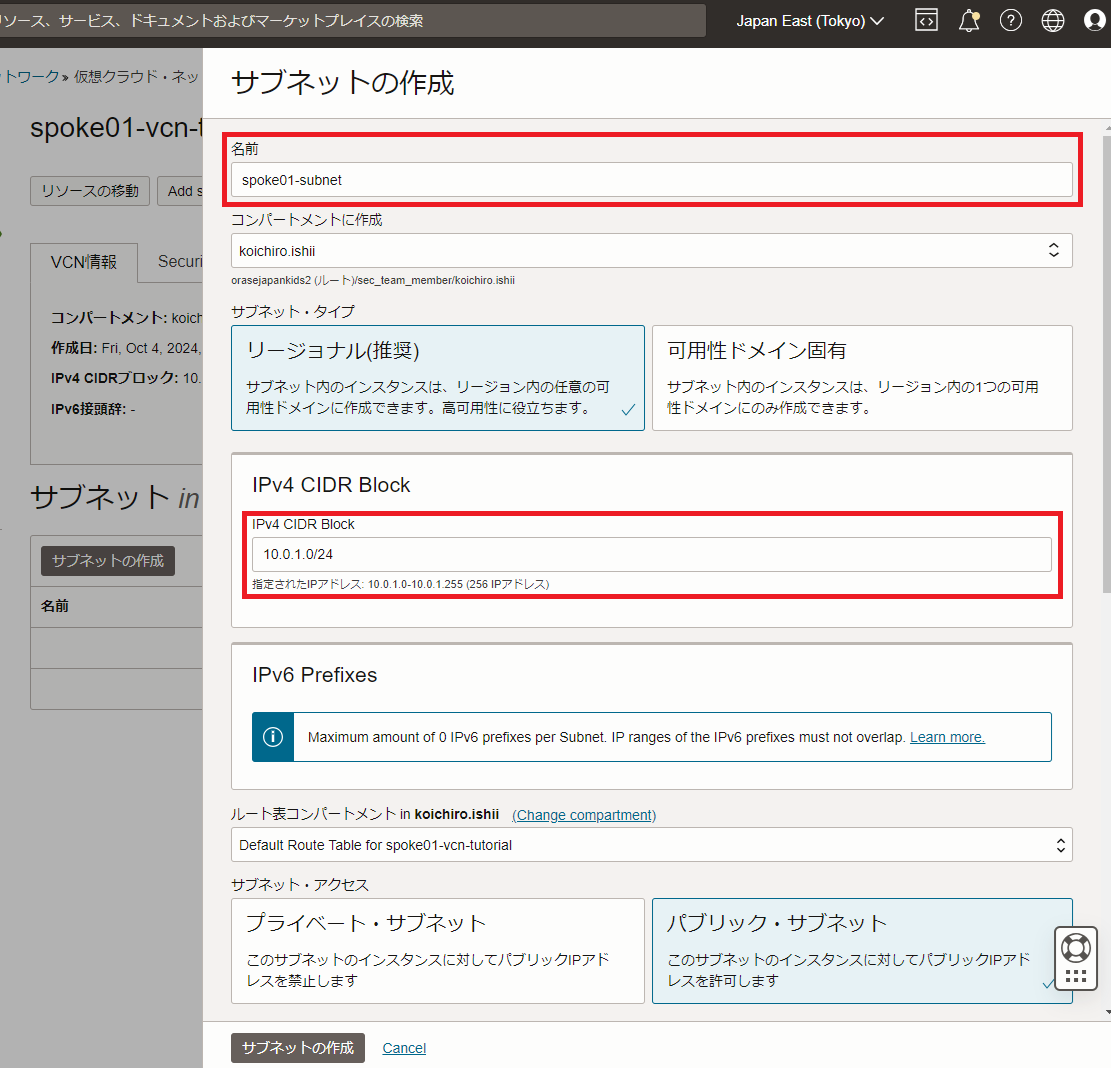 リソース、サービス、ドキュメントおよびマーケットプレイスの検索
Japan East (Tokyo)
トワーク » 仮想クラウド・ネッ
spoke01-vcn-t
リソースの移動
Add s
VCN情報
Securi
コンパートメント: koich
作成日: Fri, Oct 4, 2024,
IPv4 CIDRブロック: 10.
IPv6接頭辞: -
サブネット in
サブネットの作成
名前
サブネットの作成
名前
spoke01-subnet
コンパートメントに作成
koichiro.ishii
orasejapankids2 (ルート)/sec_team_member/koichiro.ishii
サブネット・タイプ
リージョナル(推奨)
サブネット内のインスタンスは、リージョン内の任意の可
用性ドメインに作成できます。高可用性に役立ちます。
可用性ドメイン固有
サブネット内のインスタンスは、リージョン内の1つの可用
性ドメインにのみ作成できます。
IPv4 CIDR Block
IPv4 CIDR Block
10.0.1.0/24
指定されたIPアドレス: 10.0.1.0-10.0.1.255 (256 IPアドレス)
IPv6 Prefixes
Maximum amount of 0 IPv6 prefixes per Subnet. IP ranges of the IPv6 prefixes must not overlap. Learn more.
ルート表コンパートメント in koichiro.ishii (Change compartment)
Default Route Table for spoke01-vcn-tutorial
サブネット・アクセス
プライベート・サブネット
このサブネットのインスタンスに対してパブリックIPアド
レスを禁止します
パブリック・サブネット
このサブネットのインスタンスに対してパブリックIPアド
レスを許可します
サブネットの作成
Cancel